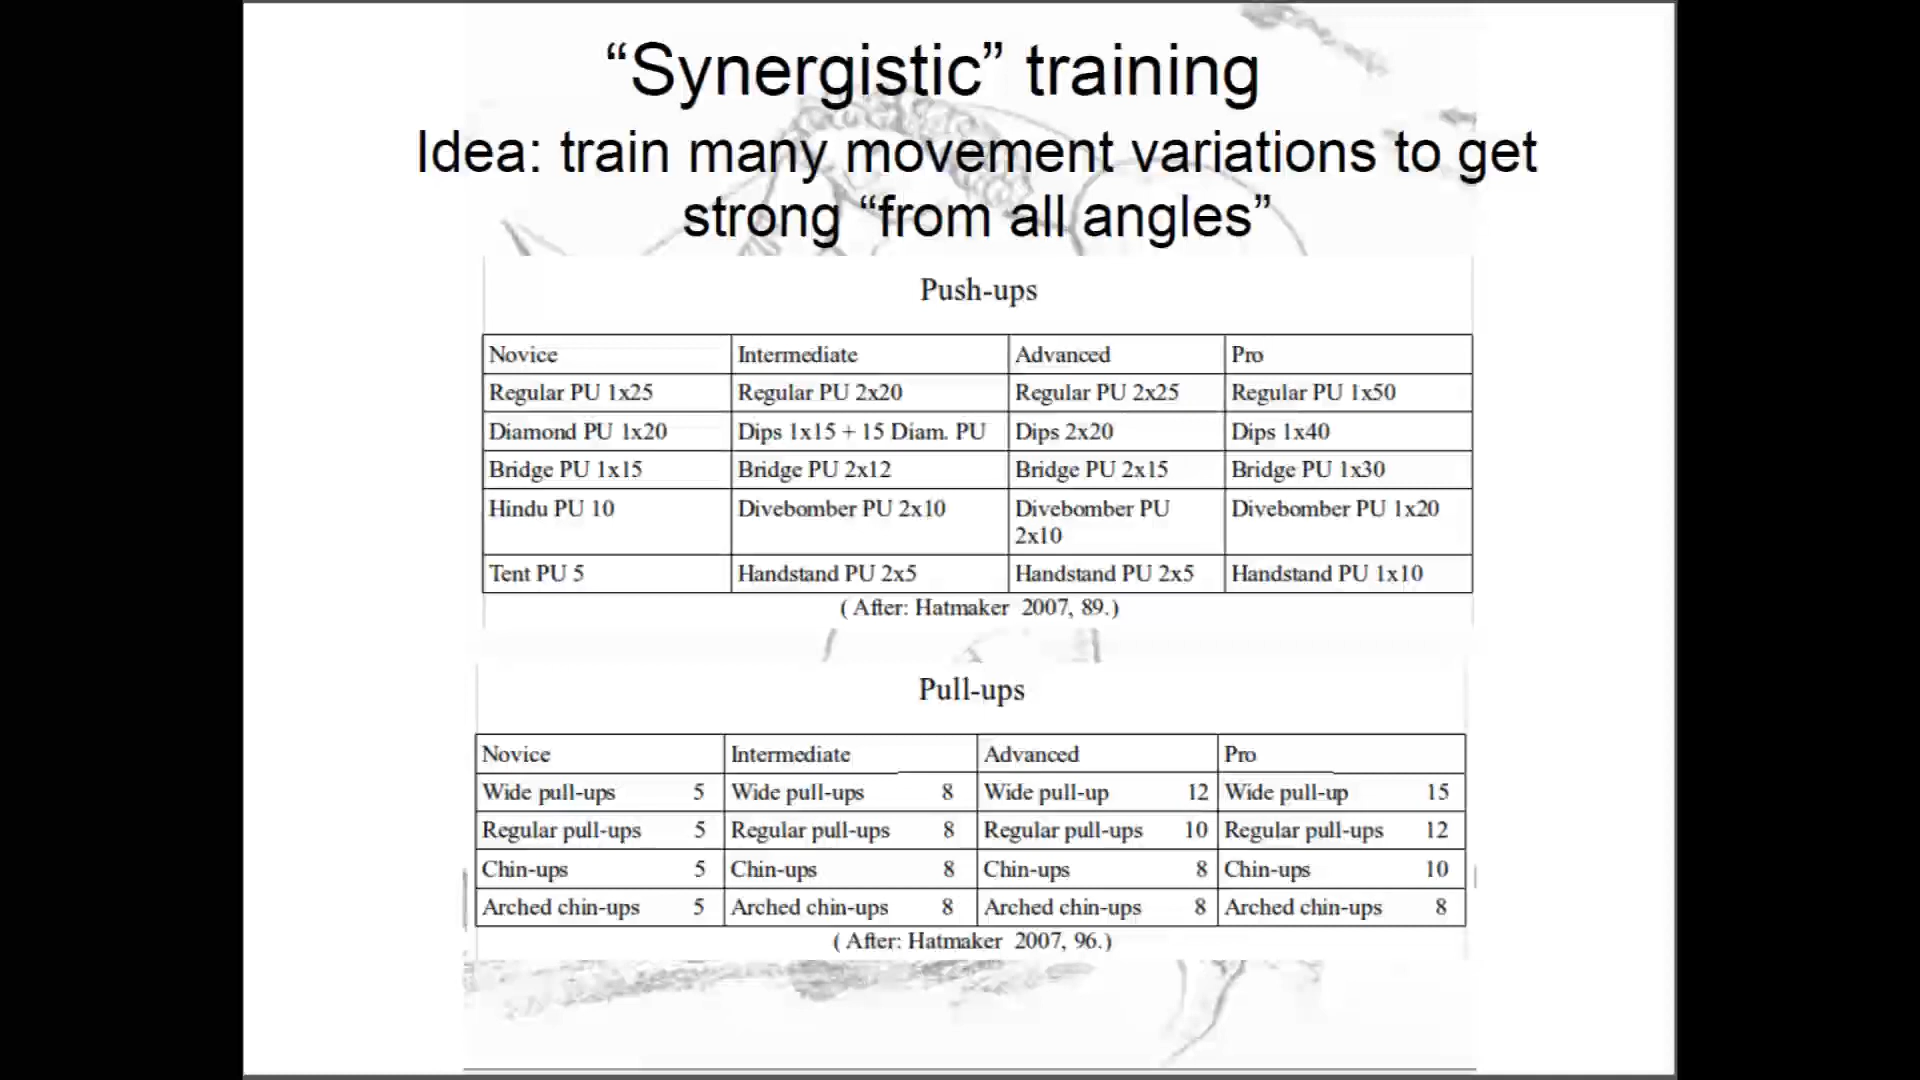 “Synergistic” training
Idea: train many movement variations to get
strong “from all angles”
Push-ups
Novice Intermediate Advanced Pro
Regular PU 1x25 Regular PU 2x20 Regular PU 2x25 Regular PU 1x50
Diamond PU 1x20 Dips 1x15 + 15 Diam. PU Dips 2x20 Dips 1x40
Bridge PU 1x15 Bridge PU 2x12 Bridge PU 2x15 Bridge PU 1x30
Hindu PU 10 Divebomber PU 2x10 Divebomber PU Divebomber PU 1x20
2x10
Tent PU 5 Handstand PU 2x5 Handstand PU 2x5 Handstand PU 1x10
( After: Hatmaker 2007, 89.)
Pull-ups
Novice Intermediate Advanced Pro
Wide pull-ups 5 Wide pull-ups 8 Wide pull-up 12 Wide pull-up 15
Regular pull-ups 5 Regular pull-ups 8 Regular pull-ups 10 Regular pull-ups 12
Chin-ups 5 Chin-ups 8 Chin-ups 8 Chin-ups 10
Arched chin-ups 5 Arched chin-ups 8 Arched chin-ups 8 Arched chin-ups 8
( After: Hatmaker 2007, 96.)